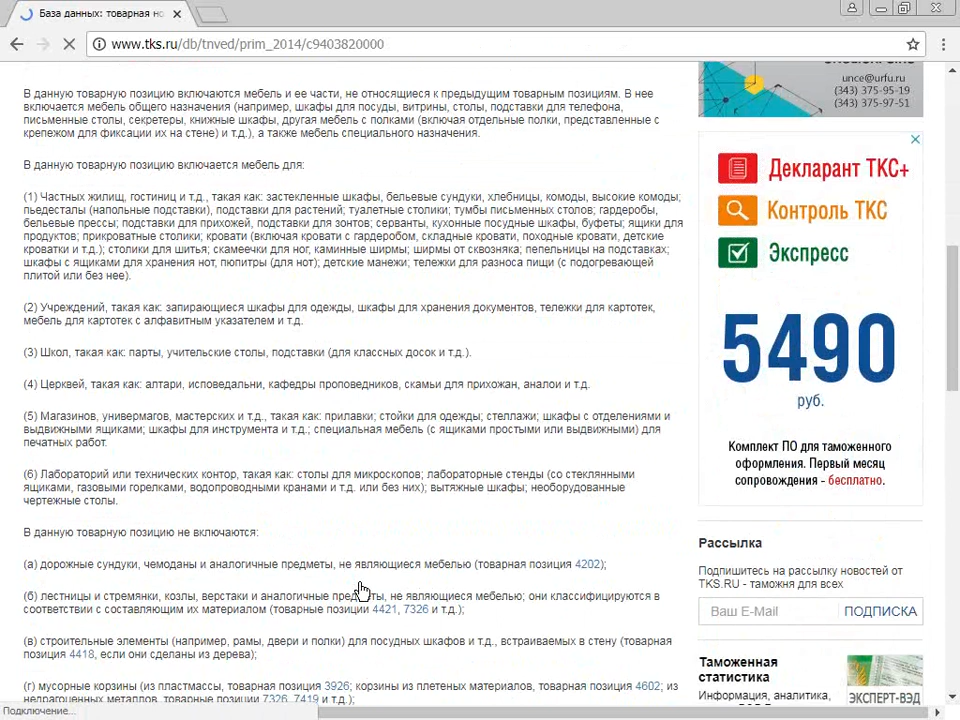 База данных: товарная но
www.tks.ru/db/tnved/prim_2014/c9403820000
В данную товарную позицию включаются мебель и ее части, не относящиеся к предыдущим товарным позициям. В нее
включается мебель общего назначения (например, шкафы для посуды, витрины, столы, подставки для телефона,
письменные столы, секретеры, книжные шкафы, другая мебель с полками (включая отдельные полки, представленные с
крепежом для фиксации их на стене) и т.д.), а также мебель специального назначения.
В данную товарную позицию включается мебель для:
(1) Частных жилищ, гостиниц и т.д., такая как: застекленные шкафы, бельевые сундуки, хлебницы, комоды, высокие комоды;
пьедесталы (напольные подставки), подставки для растений; туалетные столики; тумбы письменных столов; гардеробы,
бельевые прессы; подставки для прихожей, подставки для зонтов; серванты, кухонные посудные шкафы, буфеты; ящики для
продуктов; прикроватные столики; кровати (включая кровати с гардеробом, складные кровати, походные кровати, детские
кроватки и т.д.); столики для шитья; скамеечки для ног, каминные ширмы; ширмы от сквозняка; пепельницы на подставках;
шкафы с ящиками для хранения нот, пюпитры (для нот); детские манежи; тележки для разноса пищи (с подогревающей
плитой или без нее).
(2) Учреждений, такая как: запирающиеся шкафы для одежды, шкафы для хранения документов, тележки для картотек,
мебель для картотек с алфавитным указателем и т.д.
(3) Школ, такая как: парты, учительские столы, подставки (для классных досок и т.д.).
(4) Церквей, такая как: алтари, исповедальни, кафедры проповедников, скамьи для прихожан, аналои и т.д.
(5) Магазинов, универмагов, мастерских и т.д., такая как: прилавки; стойки для одежды; стеллажи; шкафы с отделениями и
выдвижными ящиками; шкафы для инструмента и т.д.; специальная мебель (с ящиками простыми или выдвижными) для
печатных работ.
(6) Лабораторий или технических контор, такая как: столы для микроскопов; лабораторные стенды (со стеклянными
ящиками, газовыми горелками, водопроводными кранами и т.д. или без них); вытяжные шкафы; необорудованные
чертежные столы.
В данную товарную позицию не включаются:
(а) дорожные сундуки, чемоданы и аналогичные предметы, не являющиеся мебелью (товарная позиция 4202);
(б) лестницы и стремянки, козлы, верстаки и аналогичные предметы, не являющиеся мебелью; они классифицируются в
соответствии с составляющим их материалом (товарные позиции 4421, 7326 и т.д.);
(в) строительные элементы (например, рамы, двери и полки) для посудных шкафов и т.д., встраиваемых в стену (товарная
позиция 4418, если они сделаны из дерева);
(г) мусорные корзины (из пластмассы, товарная позиция 3926; корзины из плетеных материалов, товарная позиция 4602; из
недрагоценных металлов, товарные позиции 7326, 7419 и т.д.);
Подключение...
unce@urfu.ru
(343) 375-95-19
(343) 375-97-51
Декларант ТКС+
Контроль ТКС
Экспресс
5490
руб.
Комплект ПО для таможенного
оформления. Первый месяц
сопровождения - бесплатно.
Рассылка
Подпишитесь на рассылку новостей от
TKS.RU - таможня для всех
Ваш E-Mail ПОДПИСКА
Таможенная
статистика
Информация, аналитика,
ЭКСПЕРТ-ВЭД